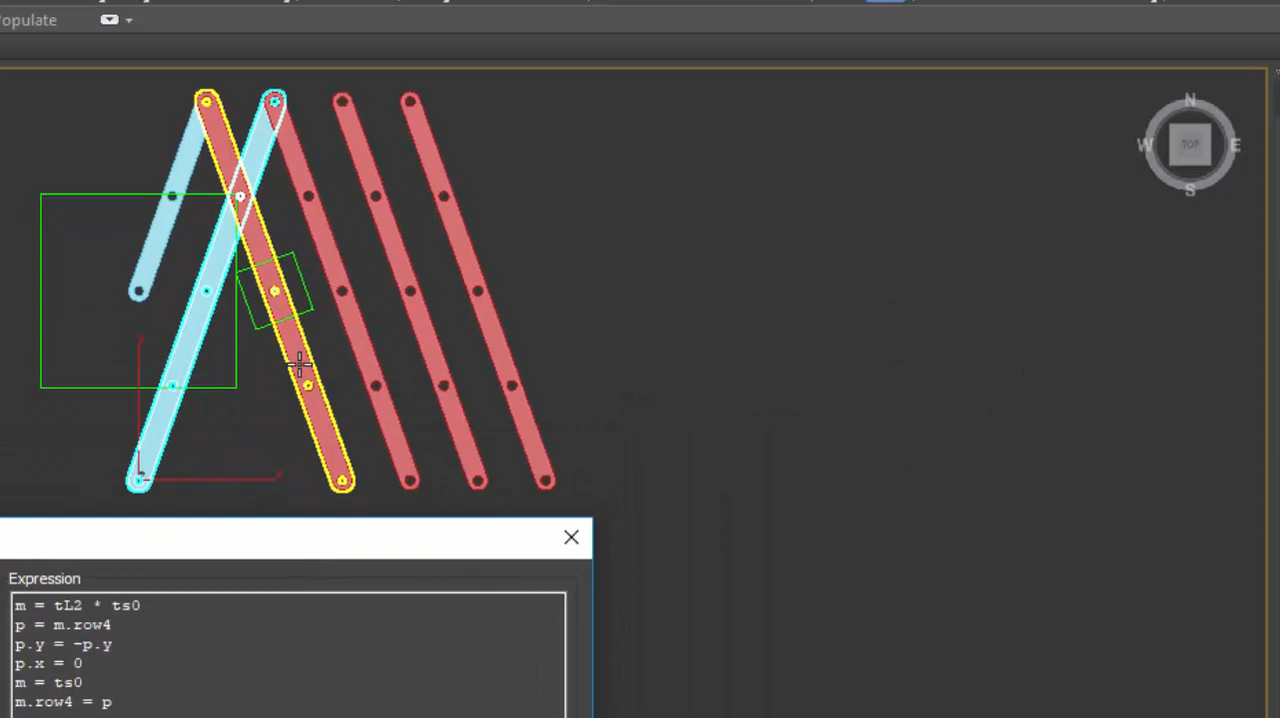 opulate
N
W
TOP
E
S
Expression
m = tL2 * ts0
p = m.row4
p.y = -p.y
p.x = 0
m = ts0
m.row4 = p